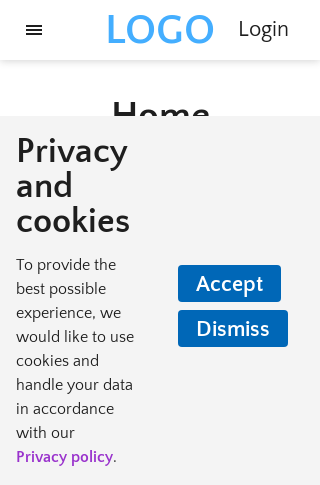 LOGO
Login
Home
Privacy
and
cookies
To provide the
best possible
experience, we
would like to use
cookies and
handle your data
in accordance
with our
Privacy policy.
Accept
Dismiss